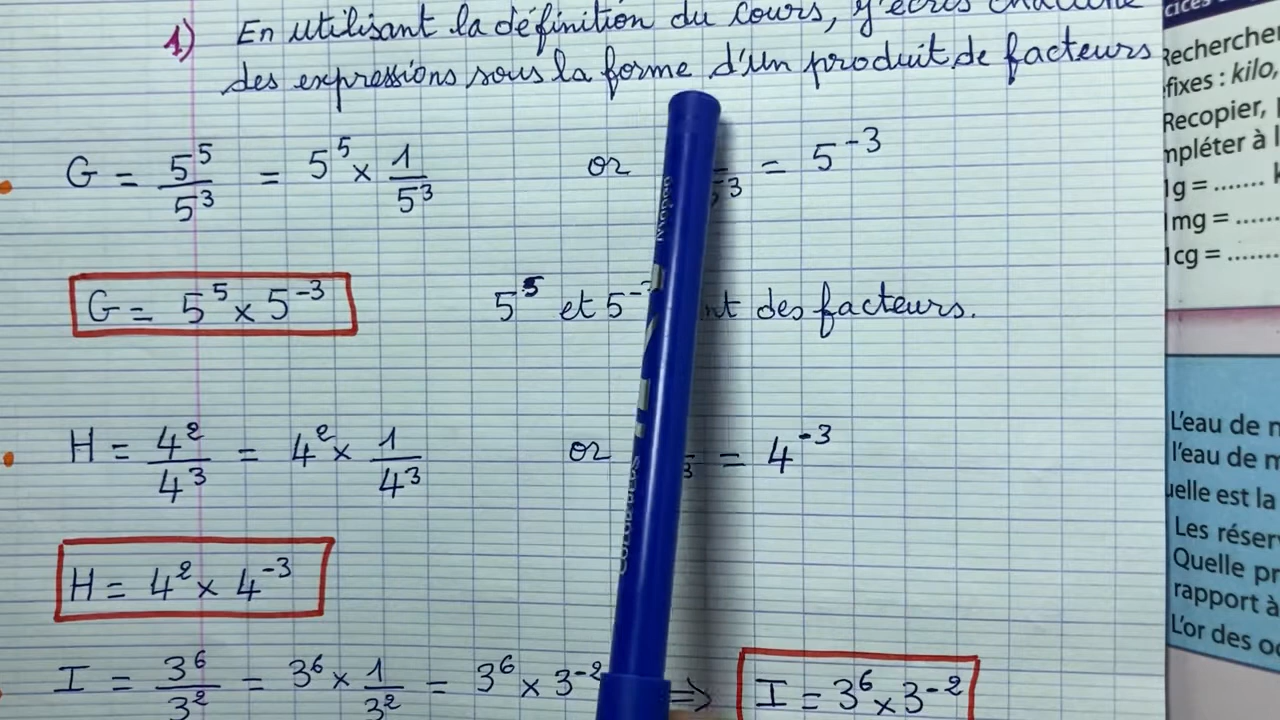 1) En utilisant la définition du cours, j'écris chacune
des expressions sous la forme d'un produit de facteurs
G = 5^5/5^3 = 5^5 × 1/5^3 or 5^3 = 5^-3
G = 5^5 × 5^-3 5^5 et 5^- des facteurs.
H = 4^2/4^3 = 4^2 × 1/4^3 or 3 = 4^-3
H = 4^2 × 4^-3
I = 3^6/3^2 = 3^6 × 1/3^2 = 3^6 × 3^-2 ⇒ I = 3^6 × 3^-2
Rechercher
fixes : kilo,
Recopier,
mpléter à
1g = ....... k
1mg = .....
1cg = .......
L'eau de
l'eau de
uelle est la
Les réser
Quelle pr
rapport à
L'or des oc